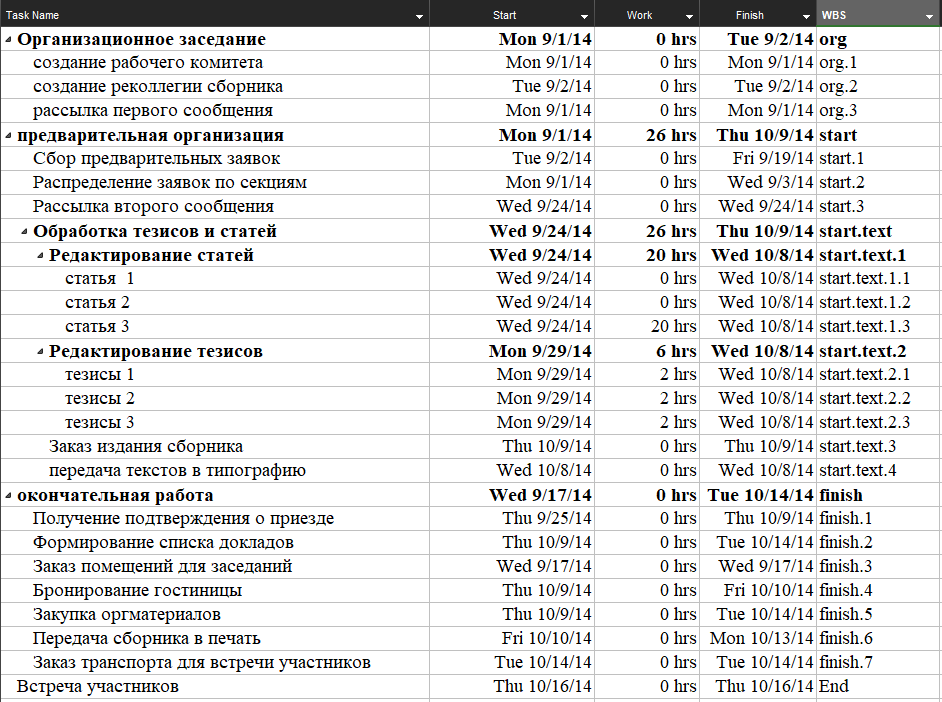 Task Name Start Work Finish WBS
Организационное заседание Mon 9/1/14 0 hrs Tue 9/2/14 org
создание рабочего комитета Mon 9/1/14 0 hrs Mon 9/1/14 org.1
создание реколлегии сборника Tue 9/2/14 0 hrs Tue 9/2/14 org.2
рассылка первого сообщения Mon 9/1/14 0 hrs Mon 9/1/14 org.3
предварительная организация Mon 9/1/14 26 hrs Thu 10/9/14 start
Сбор предварительных заявок Tue 9/2/14 0 hrs Fri 9/19/14 start.1
Распределение заявок по секциям Mon 9/1/14 0 hrs Wed 9/3/14 start.2
Рассылка второго сообщения Wed 9/24/14 0 hrs Wed 9/24/14 start.3
Обработка тезисов и статей Wed 9/24/14 26 hrs Thu 10/9/14 start.text
Редактирование статей Wed 9/24/14 20 hrs Wed 10/8/14 start.text.1
статья 1 Wed 9/24/14 0 hrs Wed 10/8/14 start.text.1.1
статья 2 Wed 9/24/14 0 hrs Wed 10/8/14 start.text.1.2
статья 3 Wed 9/24/14 20 hrs Wed 10/8/14 start.text.1.3
Редактирование тезисов Mon 9/29/14 6 hrs Wed 10/8/14 start.text.2
тезисы 1 Mon 9/29/14 2 hrs Wed 10/8/14 start.text.2.1
тезисы 2 Mon 9/29/14 2 hrs Wed 10/8/14 start.text.2.2
тезисы 3 Mon 9/29/14 2 hrs Wed 10/8/14 start.text.2.3
Заказ издания сборника Thu 10/9/14 0 hrs Thu 10/9/14 start.text.3
передача текстов в типографию Wed 10/8/14 0 hrs Wed 10/8/14 start.text.4
окончательная работа Wed 9/17/14 0 hrs Tue 10/14/14 finish
Получение подтверждения о приезде Thu 9/25/14 0 hrs Thu 10/9/14 finish.1
Формирование списка докладов Thu 10/9/14 0 hrs Tue 10/14/14 finish.2
Заказ помещений для заседаний Wed 9/17/14 0 hrs Wed 9/17/14 finish.3
Бронирование гостиницы Thu 10/9/14 0 hrs Fri 10/10/14 finish.4
Закупка оргматериалов Thu 10/9/14 0 hrs Tue 10/14/14 finish.5
Передача сборника в печать Fri 10/10/14 0 hrs Mon 10/13/14 finish.6
Заказ транспорта для встречи участников Tue 10/14/14 0 hrs Tue 10/14/14 finish.7
Встреча участников Thu 10/16/14 0 hrs Thu 10/16/14 End